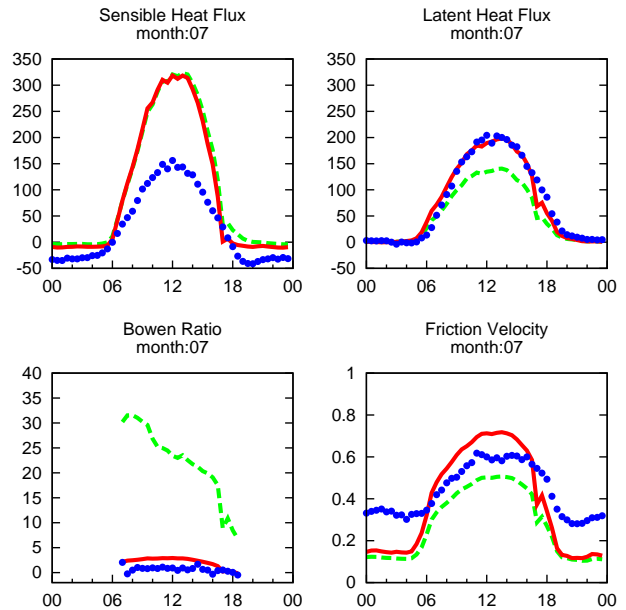 Sensible Heat Flux
month:07
350
300
250
200
150
100
50
0
-50
00 06 12 18 00
Latent Heat Flux
month:07
350
300
250
200
150
100
50
0
-50
00 06 12 18 00
Bowen Ratio
month:07
40
35
30
25
20
15
10
5
0
00 06 12 18 00
Friction Velocity
month:07
1
0.8
0.6
0.4
0.2
0
00 06 12 18 00